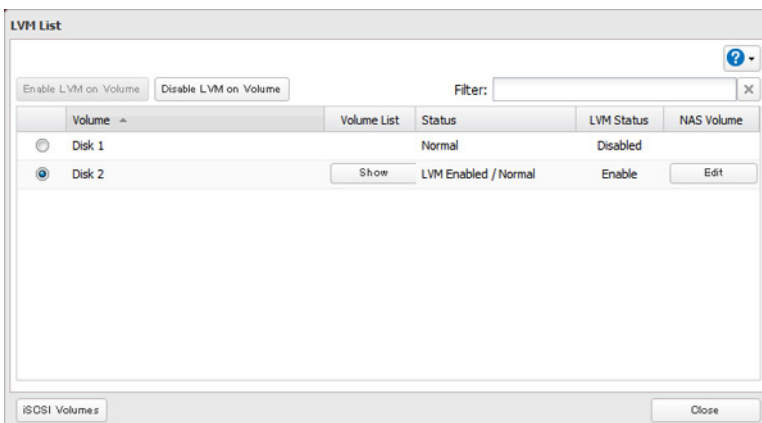 LVM List
?
Enable LVM on Volume Disable LVM on Volume Filter:
Volume Volume List Status LVM Status NAS Volume
Disk 1 Normal Disabled
Disk 2 Show LVM Enabled / Normal Enable Edit
iSCSI Volumes Close